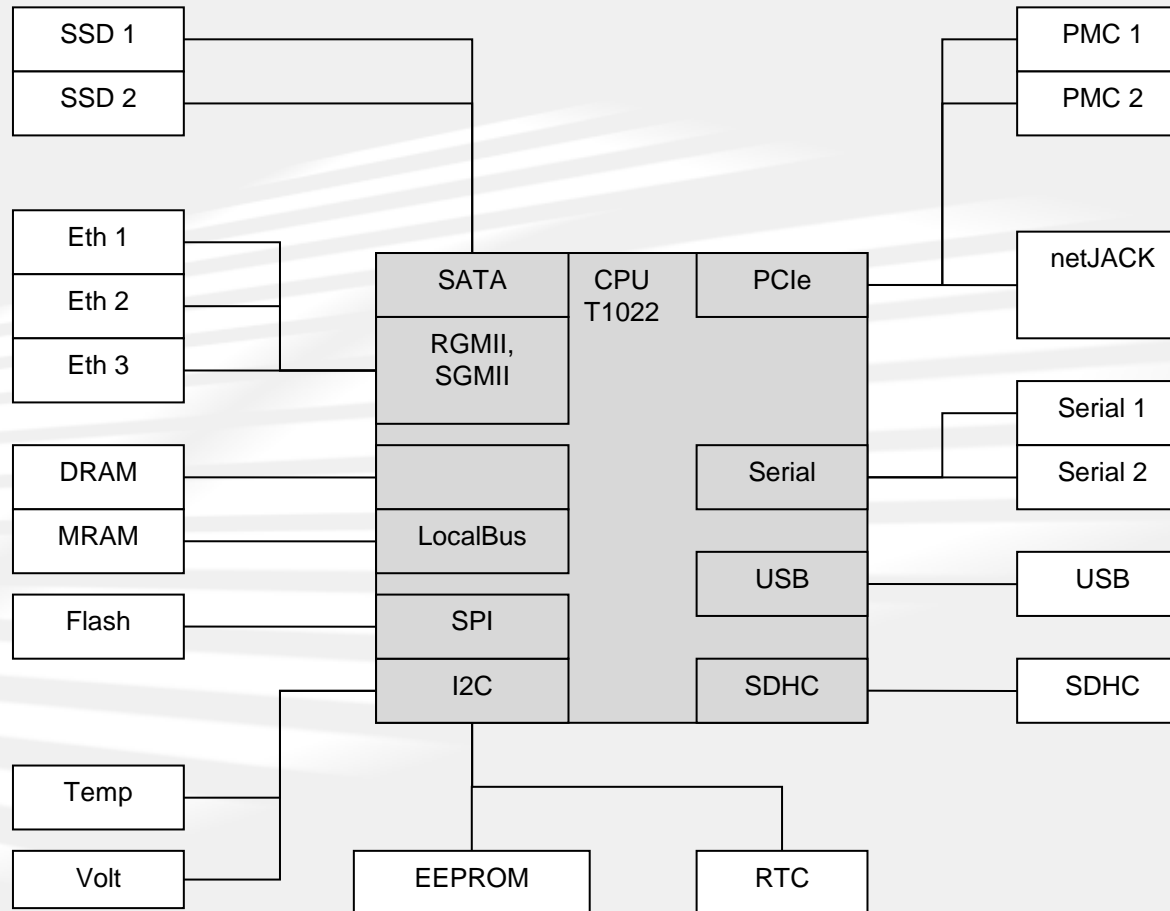 SSD 1
SSD 2
PMC 1
PMC 2
Eth 1
Eth 2
Eth 3
netJACK
SATA
CPU
T1022
PCIe
RGMII,
SGMII
Serial 1
Serial 2
DRAM
MRAM
Serial
LocalBus
USB
USB
Flash
SPI
I2C
SDHC
SDHC
Temp
Volt
EEPROM
RTC